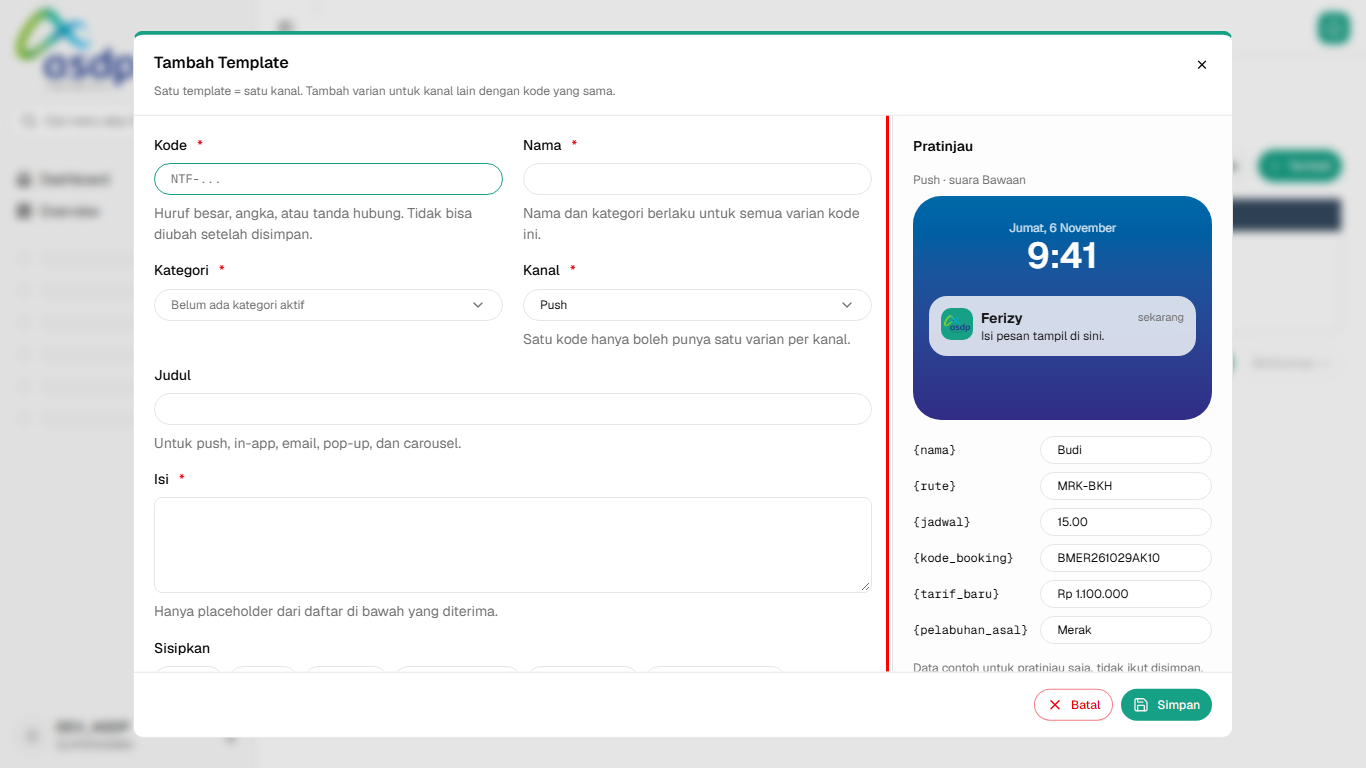 Tambah Template
Satu template = satu kanal. Tambah varian untuk kanal lain dengan kode yang sama.
Kode *
NTF-...
Huruf besar, angka, atau tanda hubung. Tidak bisa
diubah setelah disimpan.
Nama *
Nama dan kategori berlaku untuk semua varian kode
ini.
Kategori *
Belum ada kategori aktif
Kanal *
Push
Satu kode hanya boleh punya satu varian per kanal.
Judul
Untuk push, in-app, email, pop-up, dan carousel.
Isi *
Hanya placeholder dari daftar di bawah yang diterima.
Sisipkan
Pratinjau
Push · suara Bawaan
Jumat, 6 November
9:41
asdp
Ferizy
sekarang
Isi pesan tampil di sini.
{nama}
Budi
{rute}
MRK-BKH
{jadwal}
15.00
{kode_booking}
BMER261029AK10
{tarif_baru}
Rp 1.100.000
{pelabuhan_asal}
Merak
Data contoh untuk pratinjau saja, tidak ikut disimpan.
Batal
Simpan
asdp
Dashboard
Overview